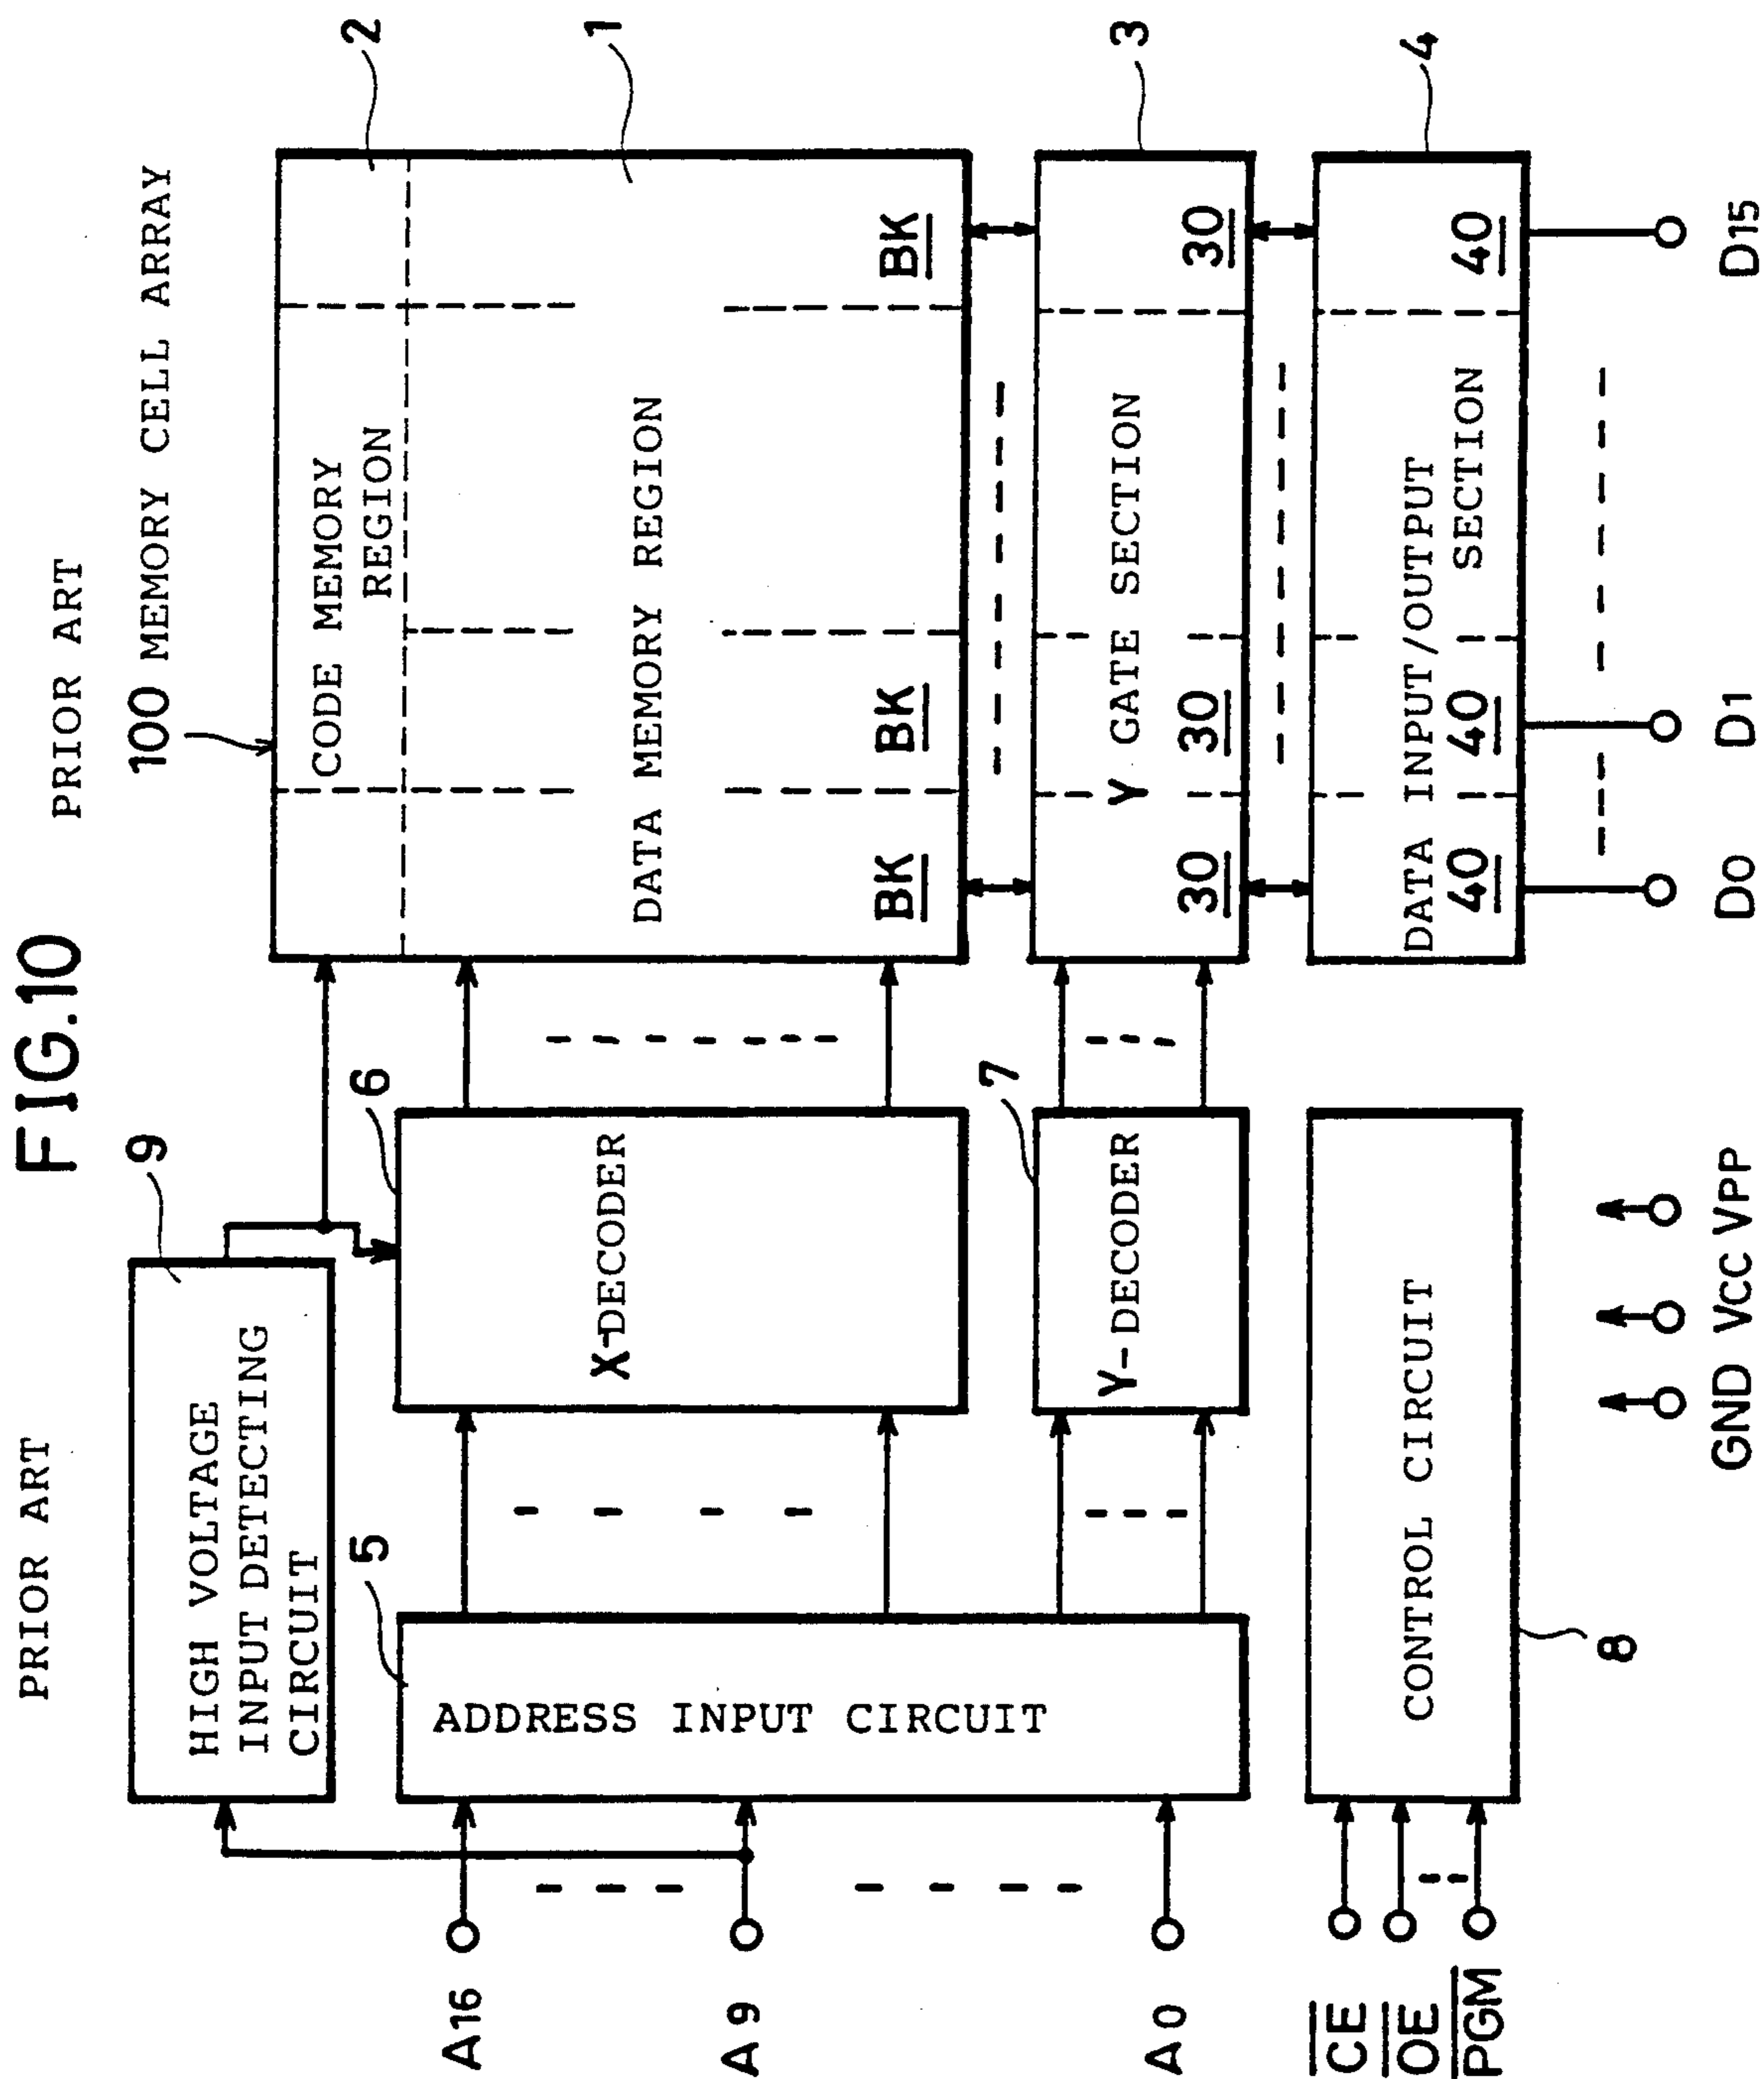 FIG.10
PRIOR ART
PRIOR ART
100 MEMORY CELL ARRAY
9
HIGH VOLTAGE
INPUT DETECTING
CIRCUIT
2
CODE MEMORY
REGION
1
DATA MEMORY REGION
BK
BK
BK
5
ADDRESS INPUT CIRCUIT
6
X-DECODER
7
Y-DECODER
3
Y GATE SECTION
30
30
30
4
DATA INPUT/OUTPUT
SECTION
40
40
40
CONTROL CIRCUIT
8
A16
A9
A0
C̅E̅
O̅E̅
P̅G̅M̅
GND VCC VPP
D0
D1
D15